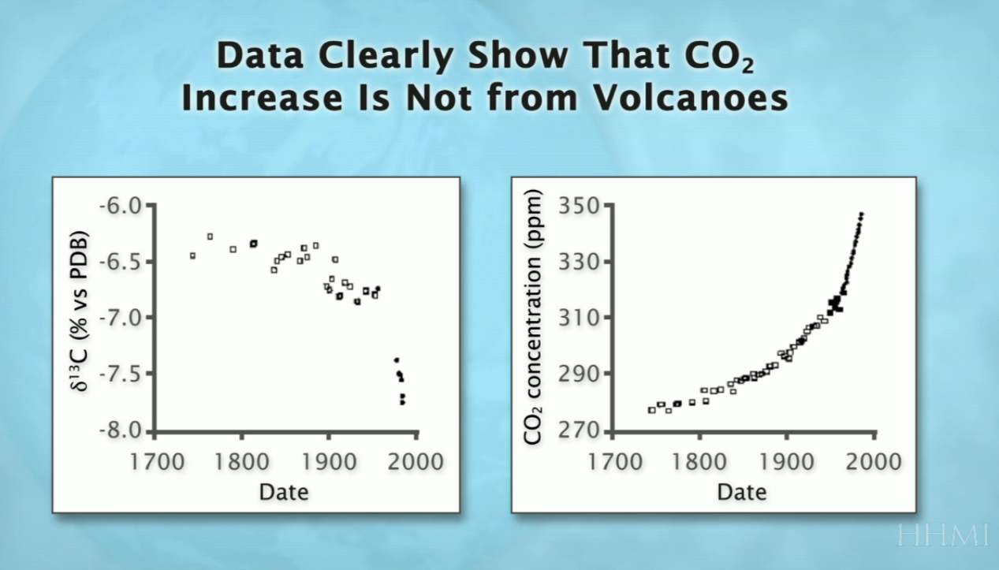 Data Clearly Show That CO₂
Increase Is Not from Volcanoes
δ¹³C (% vs PDB)
-6.0
-6.5
-7.0
-7.5
-8.0
1700 1800 1900 2000
Date
CO₂ concentration (ppm)
350
330
310
290
270
1700 1800 1900 2000
Date
HHMI